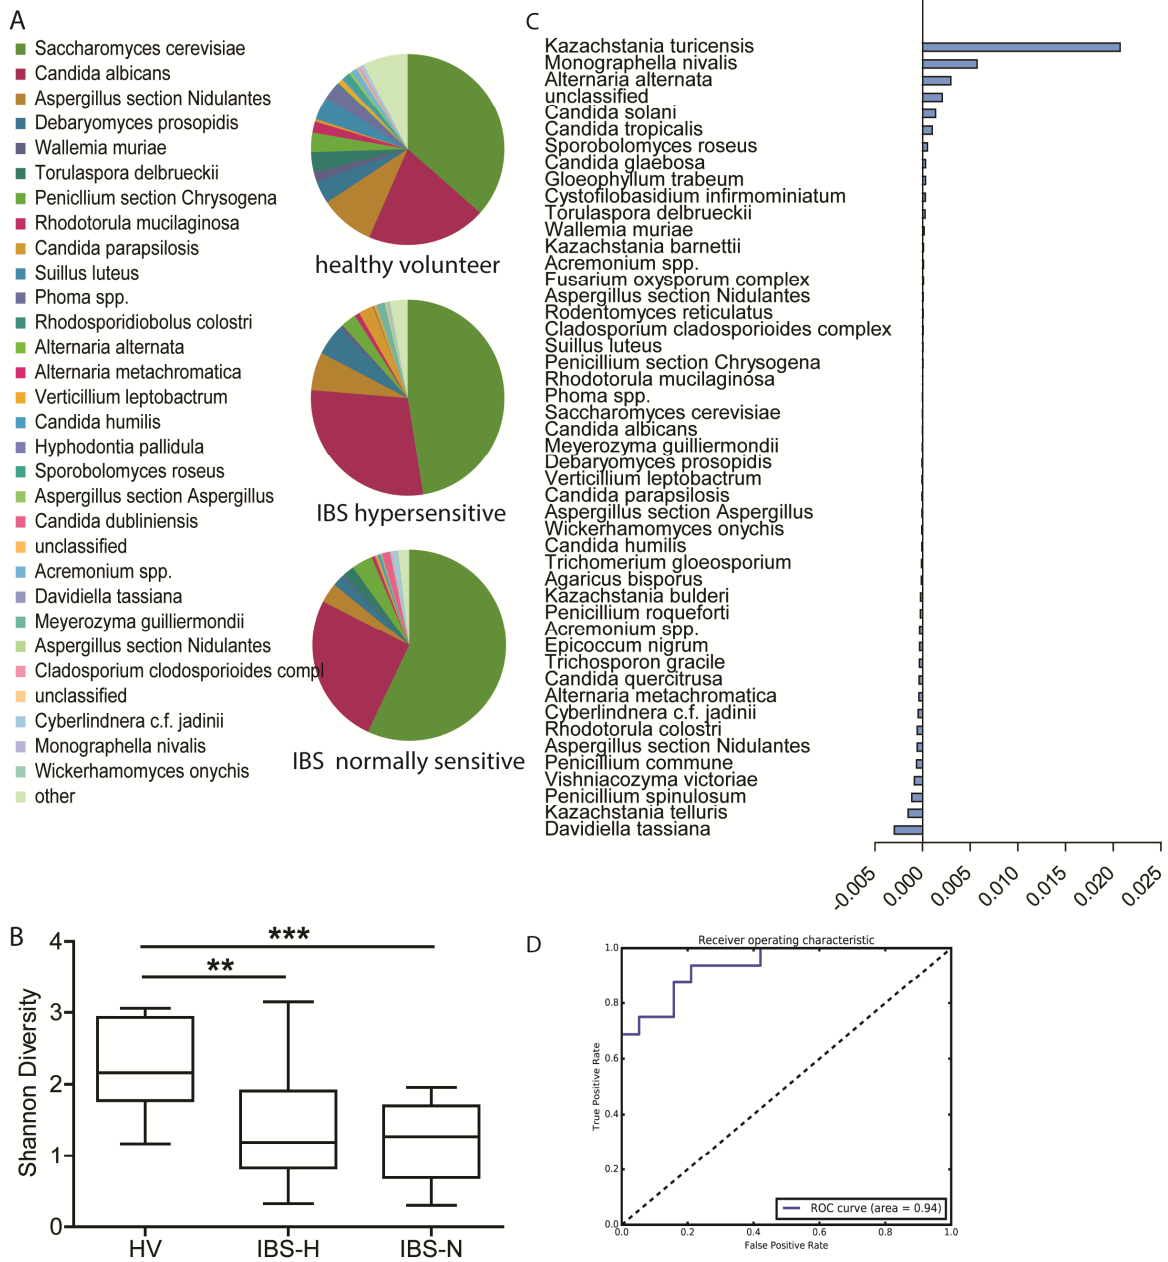 A
Saccharomyces cerevisiae
Candida albicans
Aspergillus section Nidulantes
Debaryomyces prosopidis
Wallemia muriae
Torulaspora delbrueckii
Penicllium section Chrysogena
Rhodotorula mucilaginosa
Candida parapsilosis
Suillus luteus
Phoma spp.
Rhodosporidiobolus colostri
Alternaria alternata
Alternaria metachromatica
Verticillium leptobactrum
Candida humilis
Hyphodontia pallidula
Sporobolomyces roseus
Aspergillus section Aspergillus
Candida dubliniensis
unclassified
Acremonium spp.
Davidiella tassiana
Meyerozyma guilliermondii
Aspergillus section Nidulantes
Cladosporium clodosporioides compl
unclassified
Cyberlindnera c.f. jadinii
Monographella nivalis
Wickerhamomyces onychis
other
healthy volunteer
IBS hypersensitive
IBS normally sensitive
C
Kazachstania turicensis
Monographella nivalis
Alternaria alternata
unclassified
Candida solani
Candida tropicalis
Sporobolomyces roseus
Candida glaebosa
Gloeophyllum trabeum
Cystofilobasidium infirmominiatum
Torulaspora delbrueckii
Wallemia muriae
Kazachstania barnettii
Acremonium spp.
Fusarium oxysporum complex
Aspergillus section Nidulantes
Rodentomyces reticulatus
Cladosporium cladosporioides complex
Suillus luteus
Penicillium section Chrysogena
Rhodotorula mucilaginosa
Phoma spp.
Saccharomyces cerevisiae
Candida albicans
Meyerozyma guilliermondii
Debaryomyces prosopidis
Verticillium leptobactrum
Candida parapsilosis
Aspergillus section Aspergillus
Wickerhamomyces onychis
Candida humilis
Trichomerium gloeosporium
Agaricus bisporus
Kazachstania bulderi
Penicillium roqueforti
Acremonium spp.
Epicoccum nigrum
Trichosporon gracile
Candida quercitrusa
Alternaria metachromatica
Cyberlindnera c.f. jadinii
Rhodotorula colostri
Aspergillus section Nidulantes
Penicillium commune
Vishniacozyma victoriae
Penicillium spinulosum
Kazachstania telluris
Davidiella tassiana
-0.005 0.000 0.005 0.010 0.015 0.020 0.025
B
Shannon Diversity
4
3
2
1
0
***
**
HV IBS-H IBS-N
D
Receiver operating characteristic
True Positive Rate
1.0
0.8
0.6
0.4
0.2
0.0
ROC curve (area = 0.94)
0.0 0.2 0.4 0.6 0.8 1.0
False Positive Rate